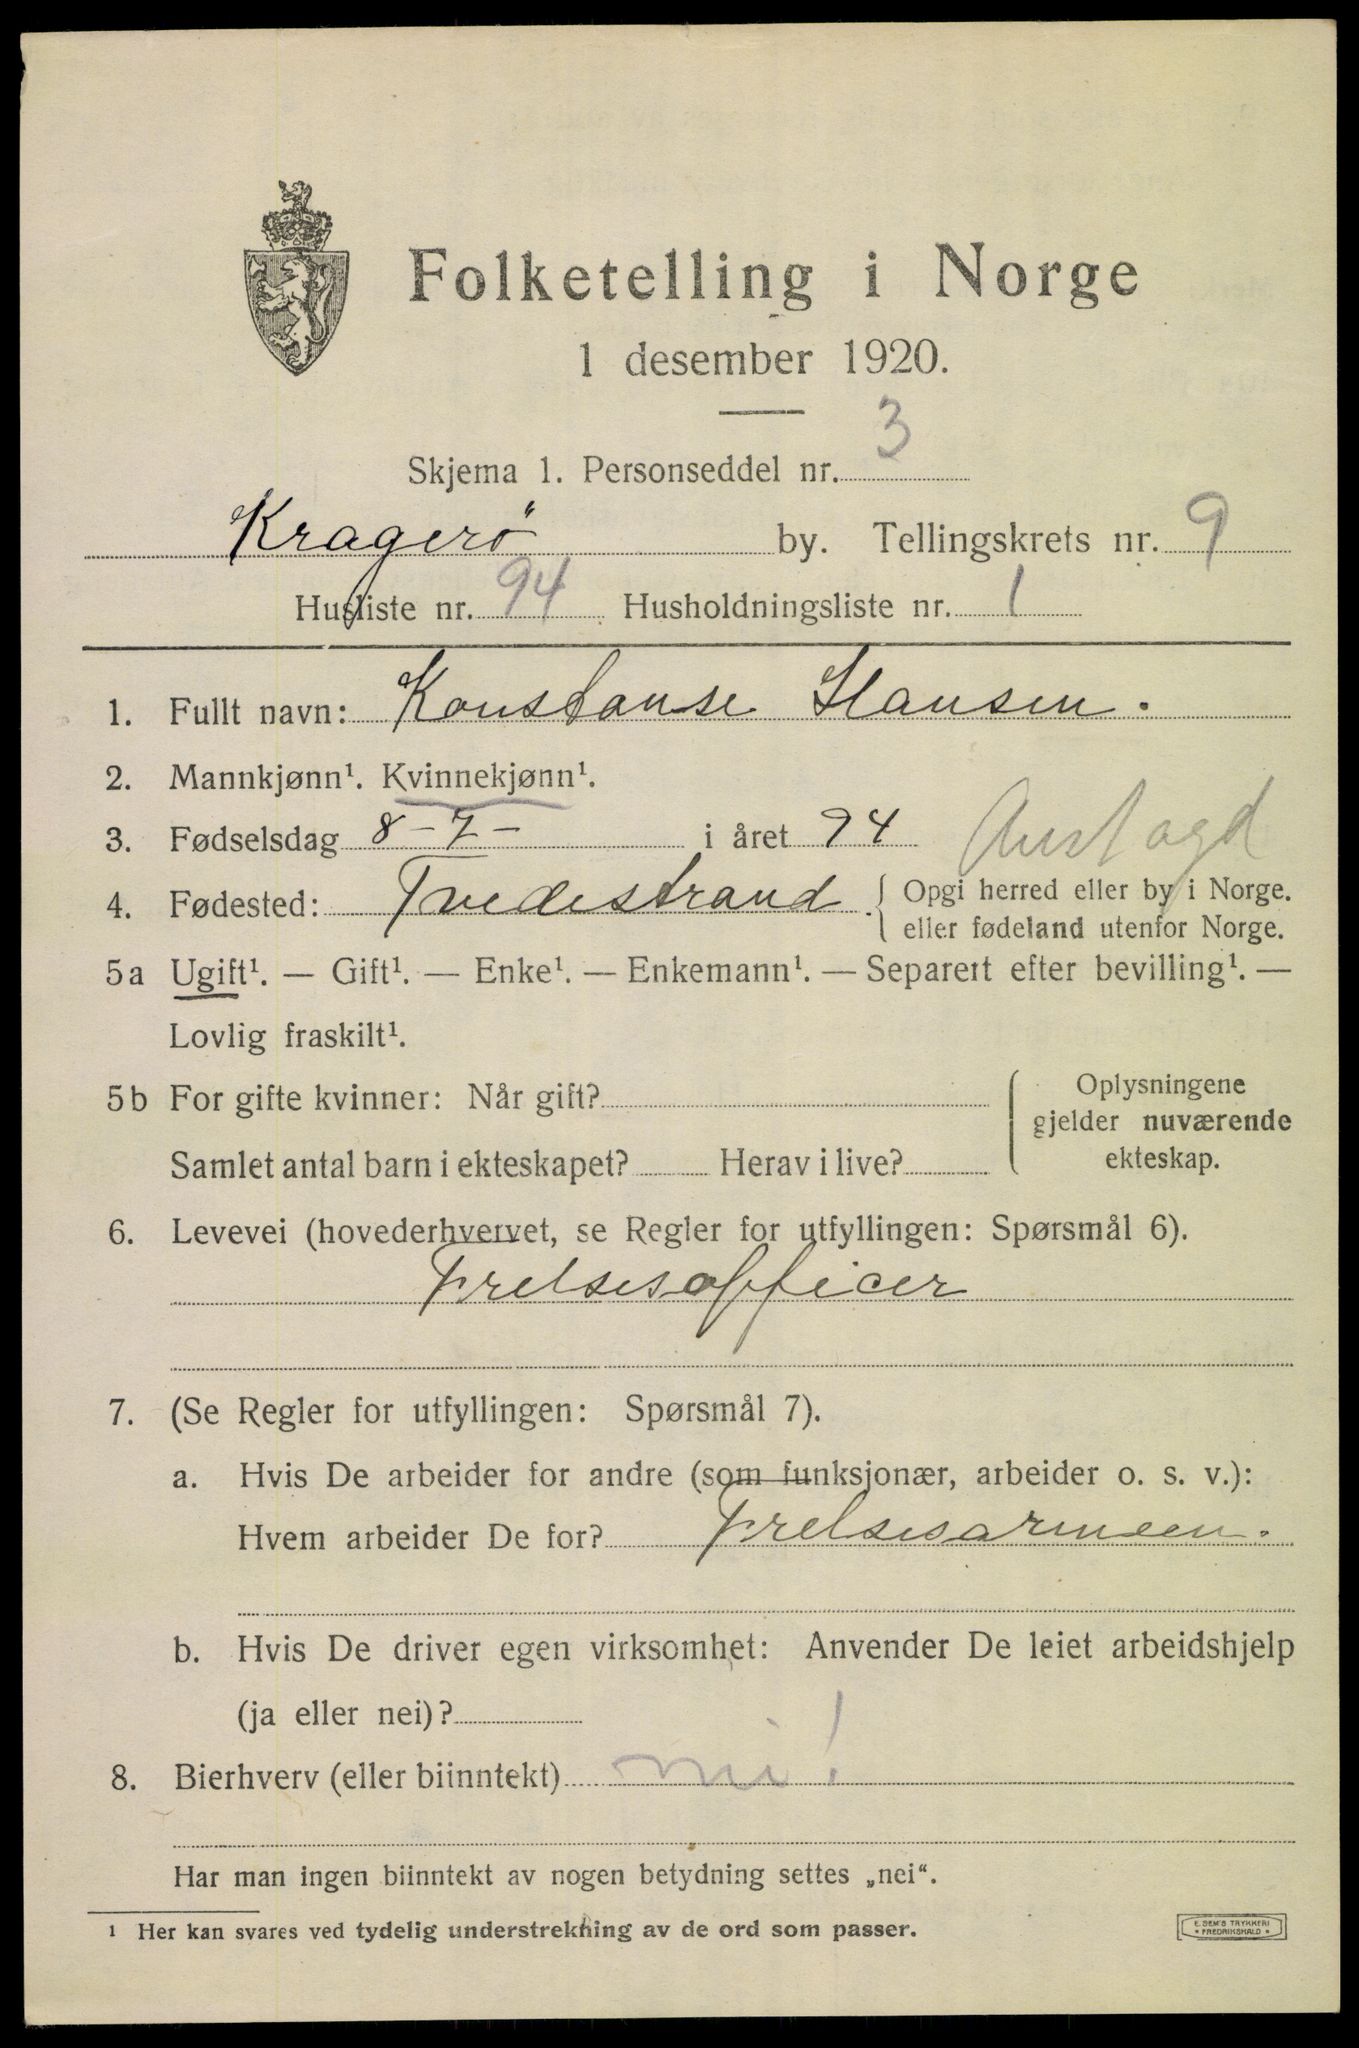 Folketelling i Norge
1 desember 1920.
Skjema 1. Personseddel nr. 3
Kragerö by. Tellingskrets nr. 9
Husliste nr. 94 Husholdningsliste nr. 1
1. Fullt navn: Konstanse Hansen.
2. Mannkjønn¹. Kvinnekjønn¹.
3. Fødselsdag 8-7- i året 94
Aust agd
4. Fødested: Tvedestrand { Opgi herred eller by i Norge.
eller fødeland utenfor Norge.
5a Ugift¹. — Gift¹. — Enke¹. — Enkemann¹. — Separert efter bevilling¹. —
Lovlig fraskilt¹.
5b For gifte kvinner: Når gift?
Samlet antal barn i ekteskapet? Herav i live?
Oplysningene
gjelder nuværende
ekteskap.
6. Levevei (hovederhvervet, se Regler for utfyllingen: Spørsmål 6).
Frelsesofficer
7. (Se Regler for utfyllingen: Spørsmål 7).
a. Hvis De arbeider for andre (som funksjonær, arbeider o. s. v.):
Hvem arbeider De for? Frelsesarmeen.
b. Hvis De driver egen virksomhet: Anvender De leiet arbeidshjelp
(ja eller nei)?
8. Bierhverv (eller biinntekt) nei!
Har man ingen biinntekt av nogen betydning settes „nei".
¹ Her kan svares ved tydelig understrekning av de ord som passer.
E. SEM'S TRYKKERI
* FREDRIKSHALD *